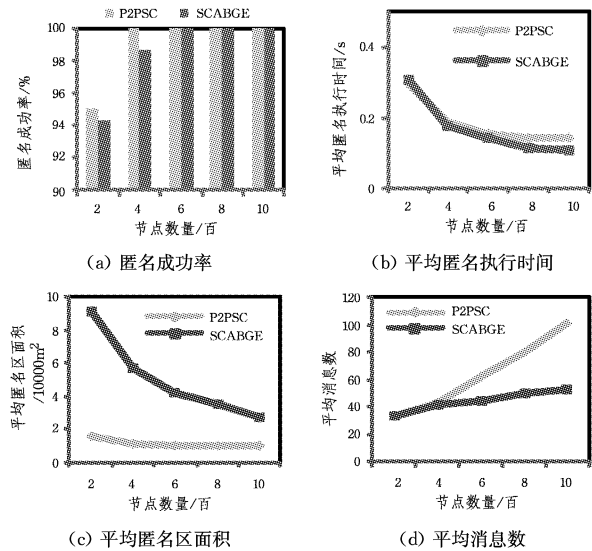 P2PSC SCABGE
匿名成功率/%
100
98
96
94
92
90
2 4 6 8 10
节点数量/百
(a) 匿名成功率
平均匿名执行时间/s
0.4
0.2
0
P2PSC
SCABGE
2 4 6 8 10
节点数量/百
(b) 平均匿名执行时间
平均匿名区面积
/10000m²
10
8
6
4
2
0
P2PSC
SCABGE
2 4 6 8 10
节点数量/百
(c) 平均匿名区面积
平均消息数
120
100
80
60
40
20
0
P2PSC
SCABGE
2 4 6 8 10
节点数量/百
(d) 平均消息数